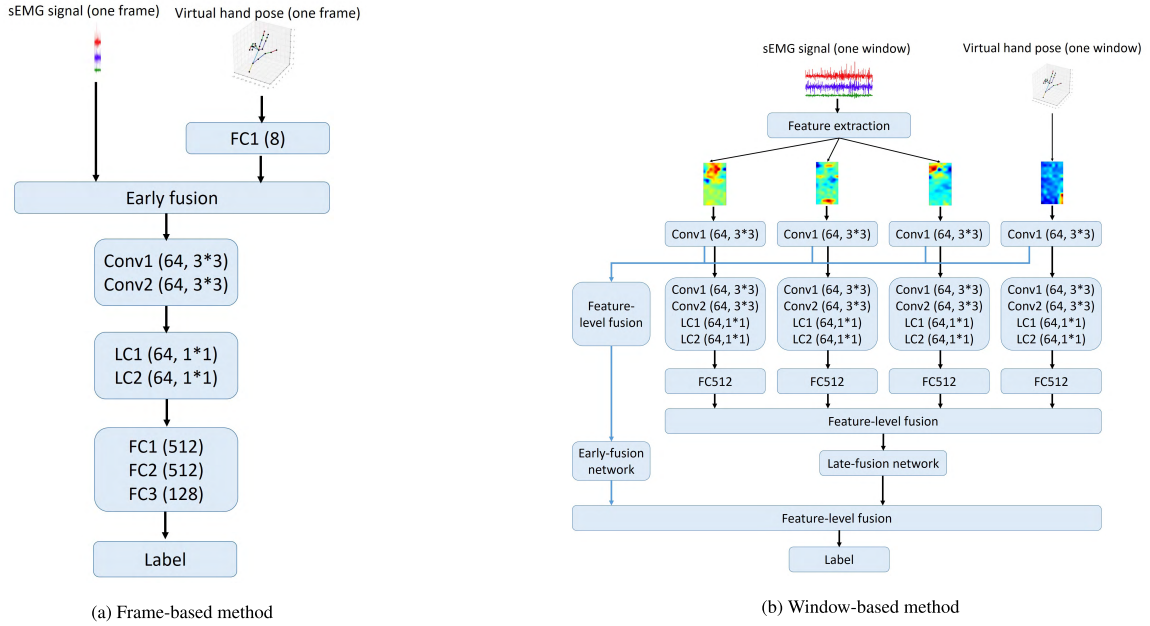 sEMG signal (one frame)
Virtual hand pose (one frame)
FC1 (8)
Early fusion
Conv1 (64, 3*3)
Conv2 (64, 3*3)
LC1 (64, 1*1)
LC2 (64, 1*1)
FC1 (512)
FC2 (512)
FC3 (128)
Label
(a) Frame-based method
sEMG signal (one window)
Virtual hand pose (one window)
Feature extraction
Conv1 (64, 3*3)
Conv1 (64, 3*3)
Conv1 (64, 3*3)
Conv1 (64, 3*3)
Feature-
level fusion
Conv1 (64, 3*3)
Conv2 (64, 3*3)
LC1 (64,1*1)
LC2 (64,1*1)
Conv1 (64, 3*3)
Conv2 (64, 3*3)
LC1 (64,1*1)
LC2 (64,1*1)
Conv1 (64, 3*3)
Conv2 (64, 3*3)
LC1 (64,1*1)
LC2 (64,1*1)
Conv1 (64, 3*3)
Conv2 (64, 3*3)
LC1 (64,1*1)
LC2 (64,1*1)
FC512
FC512
FC512
FC512
Feature-level fusion
Early-fusion
network
Late-fusion network
Feature-level fusion
Label
(b) Window-based method